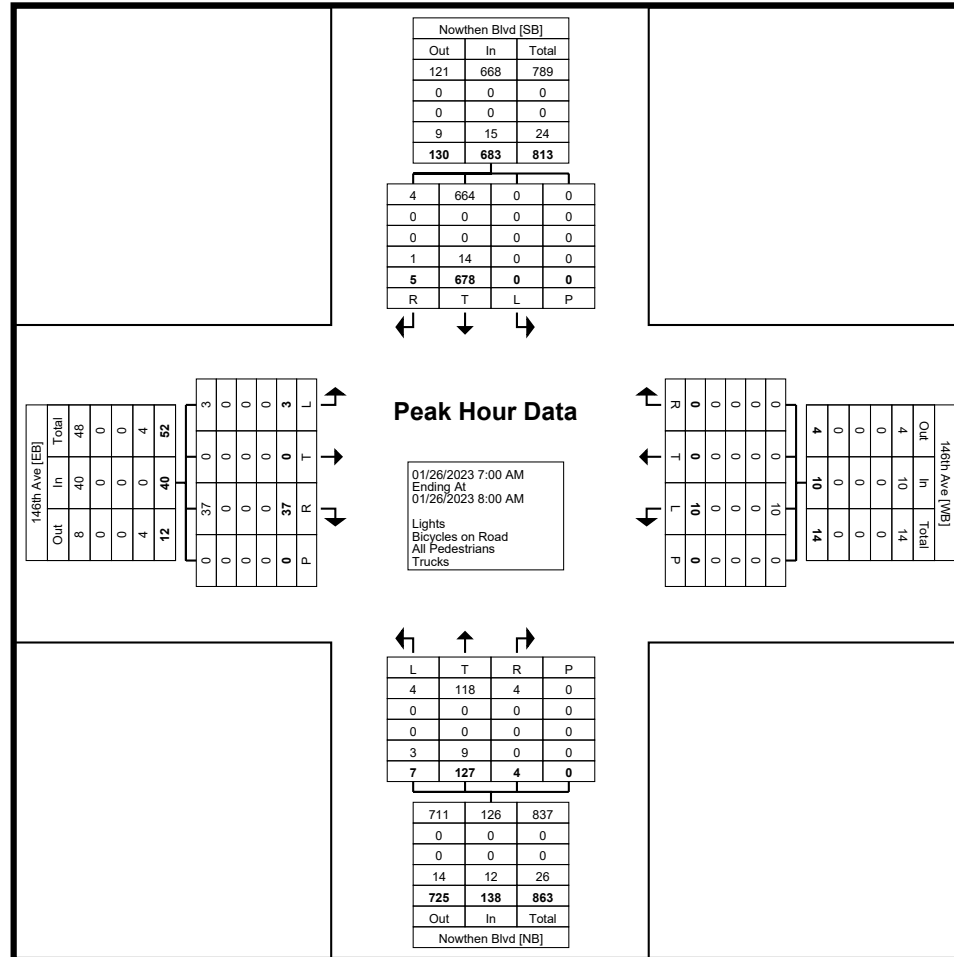 Nowthen Blvd [SB]
Out In Total
121 668 789
0 0 0
0 0 0
9 15 24
130 683 813
4 664 0 0
0 0 0 0
0 0 0 0
1 14 0 0
5 678 0 0
R T L P
146th Ave [EB]
Total 48 0 0 4 52
In 40 0 0 0 40
Out 8 0 0 4 12
3 0 0 0 3 L
0 0 0 0 0 T
37 0 0 0 37 R
0 0 0 0 0 P
Peak Hour Data
01/26/2023 7:00 AM
Ending At
01/26/2023 8:00 AM
Lights
Bicycles on Road
All Pedestrians
Trucks
R 0 0 0 0 0
T 0 0 0 0 0
L 10 0 0 0 10
P 0 0 0 0 0
146th Ave [WB]
4 0 0 0 4 Out
10 0 0 0 10 In
14 0 0 0 14 Total
L T R P
4 118 4 0
0 0 0 0
0 0 0 0
3 9 0 0
7 127 4 0
711 126 837
0 0 0
0 0 0
14 12 26
725 138 863
Out In Total
Nowthen Blvd [NB]